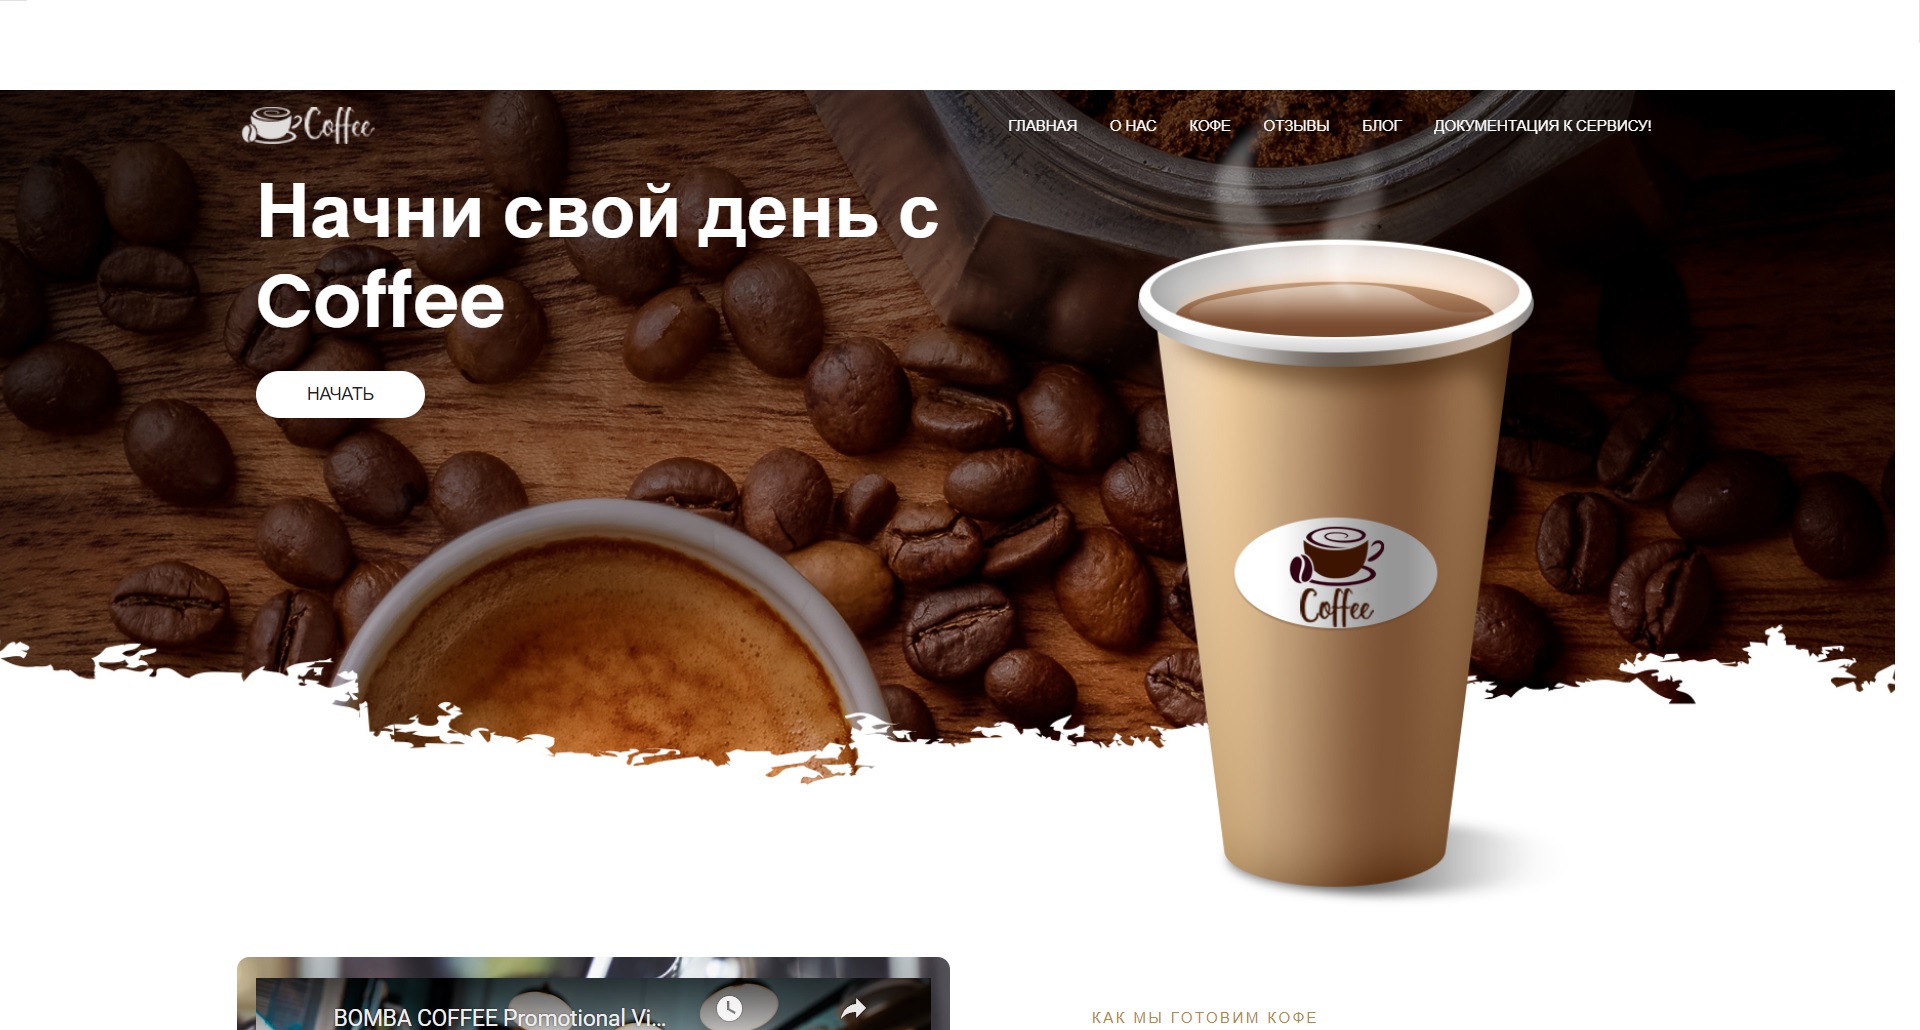 Coffee
ГЛАВНАЯ О НАС КОФЕ ОТЗЫВЫ БЛОГ ДОКУМЕНТАЦИЯ К СЕРВИСУ!
Начни свой день с
Coffee
НАЧАТЬ
Coffee
BOMBA COFFEE Promotional Vi...
КАК МЫ ГОТОВИМ КОФЕ